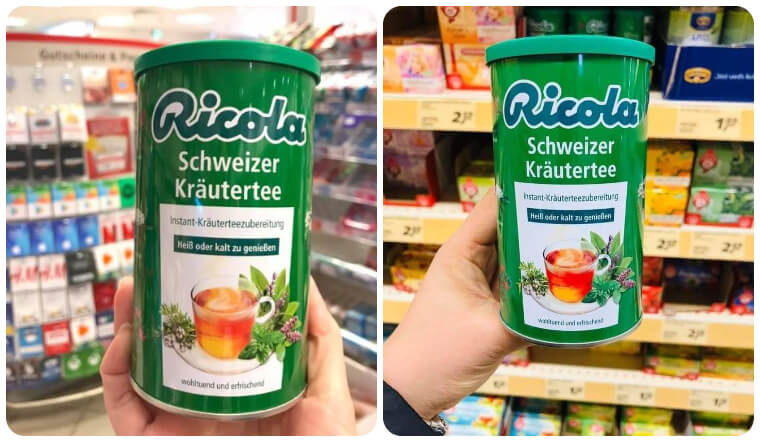 Gutscheine &
Ricola
Schweizer
Kräutertee
Instant-Kräuterteezubereitung
Heiß oder kalt zu genießen
wohltuend und erfrischend
H&M
Ricola
Schweizer
Kräutertee
Instant-Kräuterteezubereitung
Heiß oder kalt zu genießen
wohltuend und erfrischend